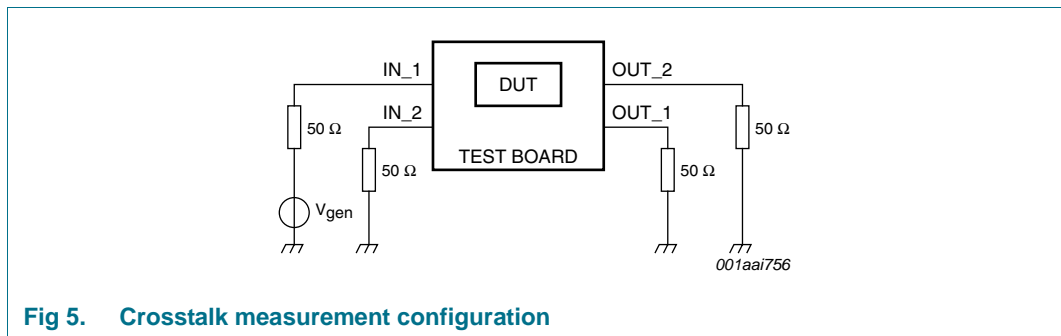 IN_1
OUT_2
DUT
IN_2
OUT_1
50 Ω
50 Ω
TEST BOARD
50 Ω
50 Ω
Vgen
001aai756
Fig 5. Crosstalk measurement configuration